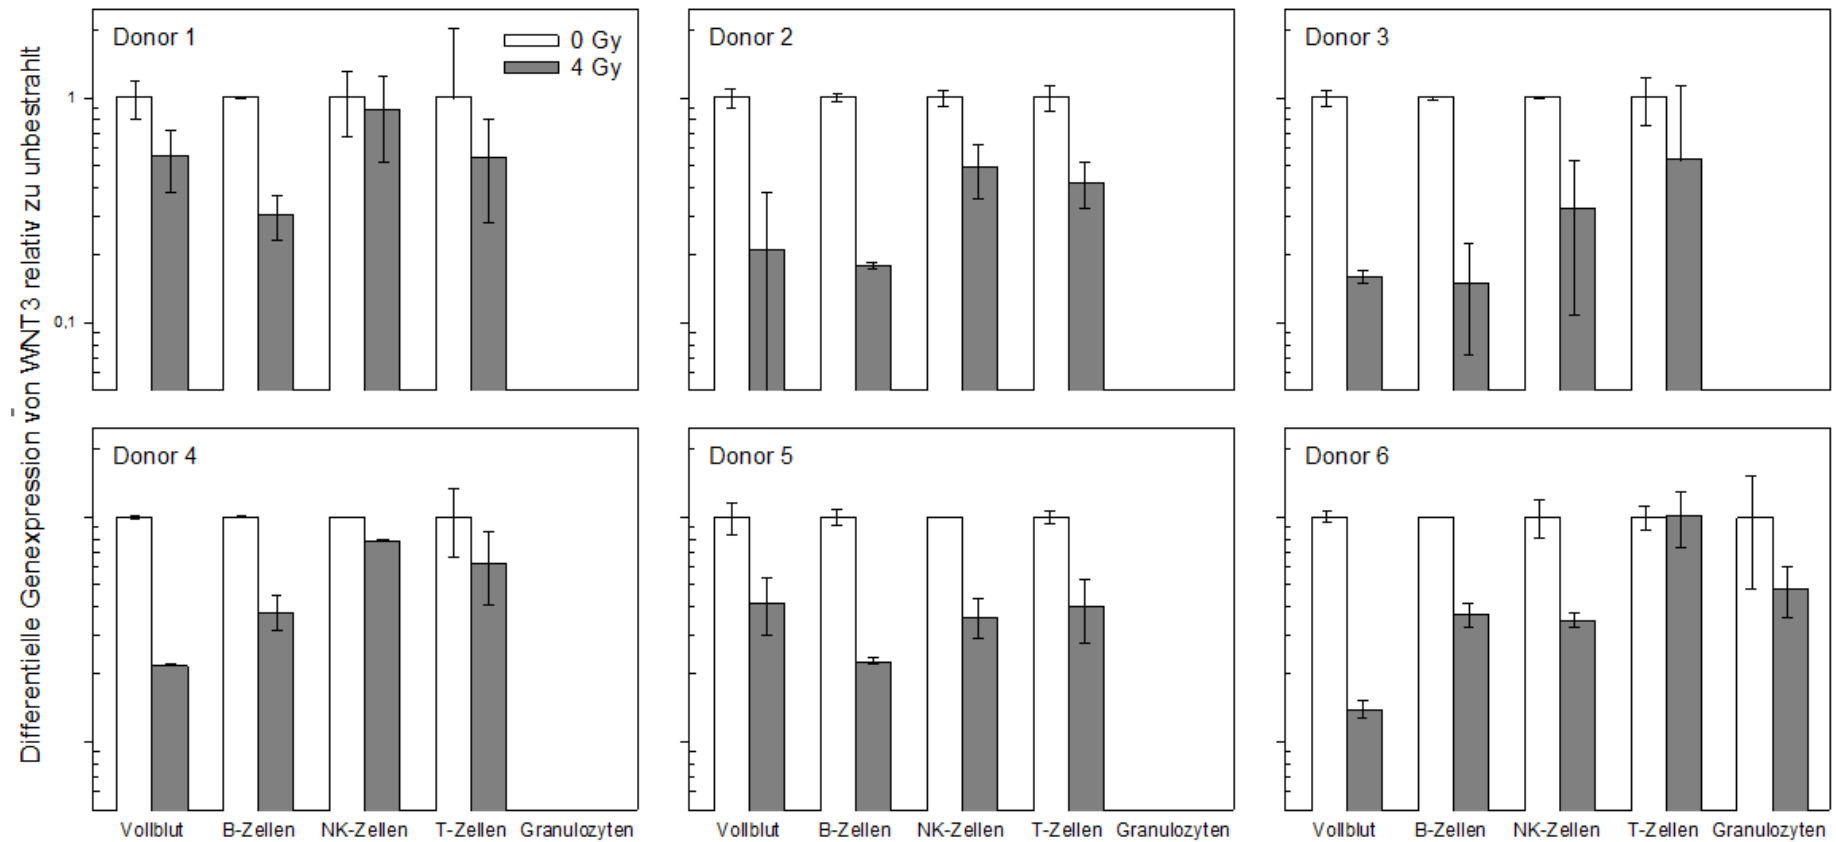 Differentielle Genexpression von WNT3 relativ zu unbestrahlt
Donor 1
0 Gy
4 Gy
1
0,1
Donor 2
Donor 3
Donor 4
Vollblut B-Zellen NK-Zellen T-Zellen Granulozyten
Donor 5
Vollblut B-Zellen NK-Zellen T-Zellen Granulozyten
Donor 6
Vollblut B-Zellen NK-Zellen T-Zellen Granulozyten